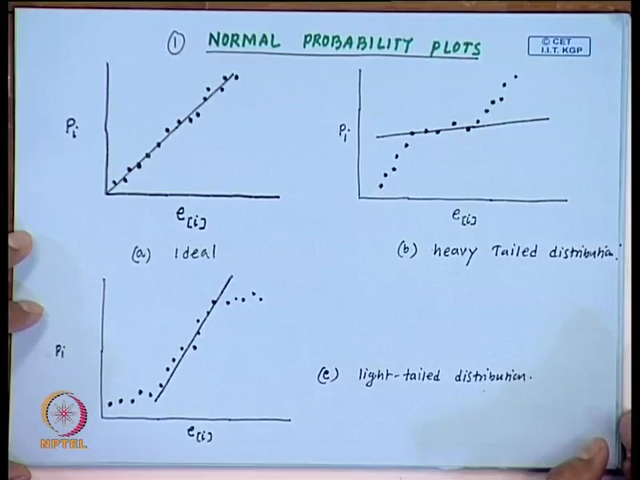 ① NORMAL PROBABILITY PLOTS
© CET
I.I.T. KGP
Pi
e[i]
(a) Ideal
Pi
e[i]
(b) heavy Tailed distribution.
Pi
e[i]
(c) light-tailed distribution.
NPTEL